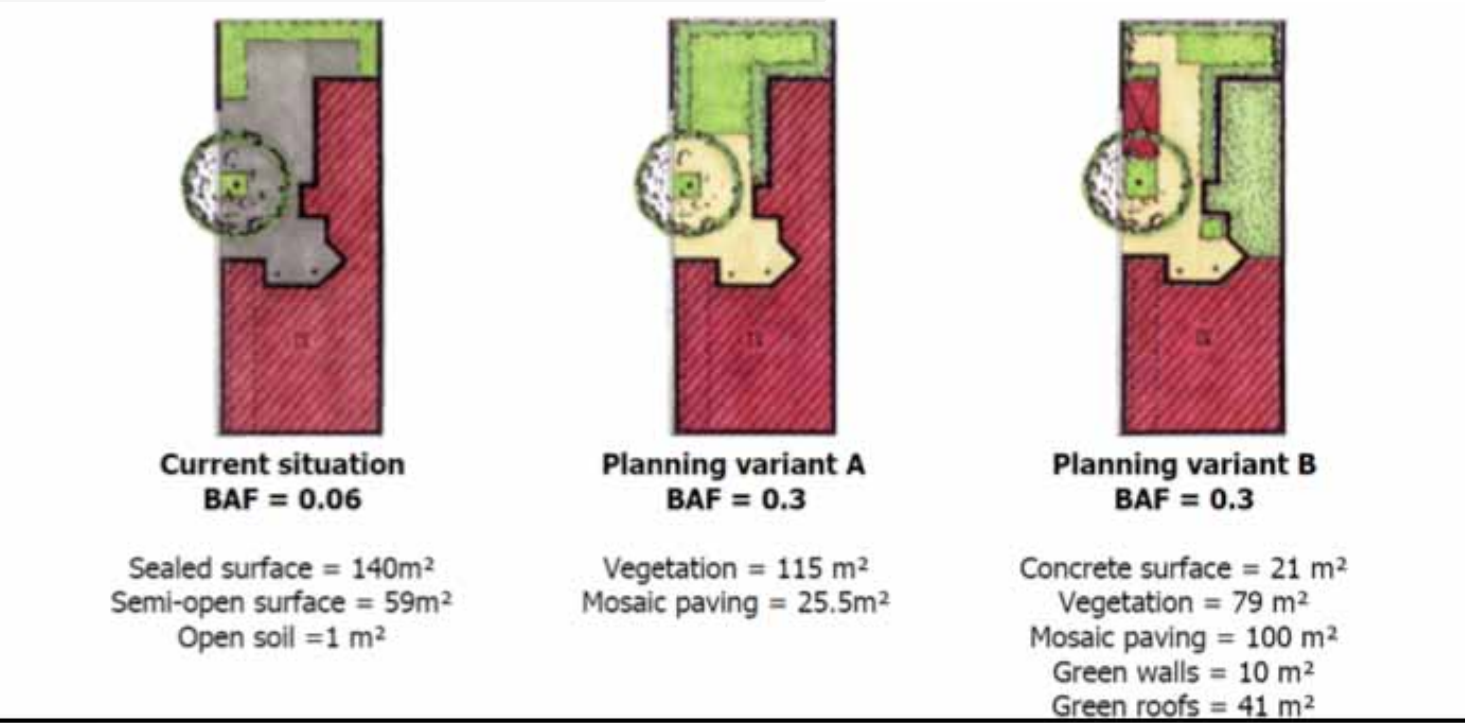 Current situation
BAF = 0.06
Sealed surface = 140m²
Semi-open surface = 59m²
Open soil =1 m²
Planning variant A
BAF = 0.3
Vegetation = 115 m²
Mosaic paving = 25.5m²
Planning variant B
BAF = 0.3
Concrete surface = 21 m²
Vegetation = 79 m²
Mosaic paving = 100 m²
Green walls = 10 m²
Green roofs = 41 m²